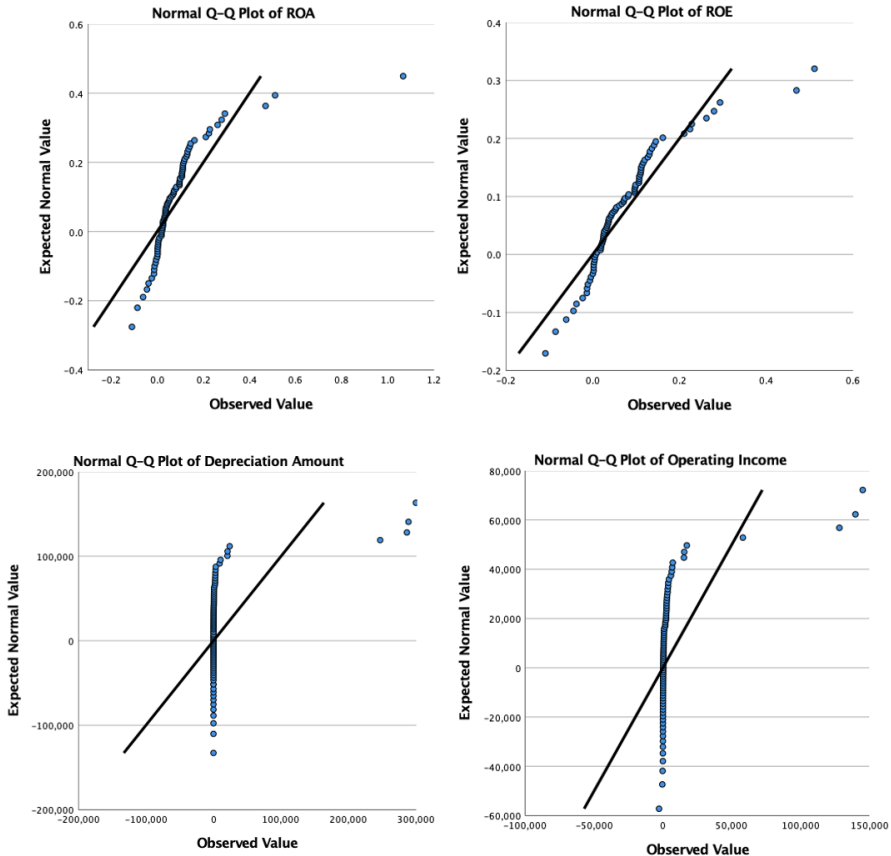 Normal Q-Q Plot of ROA
0.6
0.4
0.2
0.0
−0.2
−0.4
Expected Normal Value
−0.2 0.0 0.2 0.4 0.6 0.8 1.0 1.2
Observed Value
Normal Q-Q Plot of ROE
0.4
0.3
0.2
0.1
0.0
−0.1
−0.2
Expected Normal Value
−0.2 0.0 0.2 0.4 0.6
Observed Value
Normal Q-Q Plot of Depreciation Amount
200,000
100,000
0
−100,000
−200,000
Expected Normal Value
−200,000 −100,000 0 100,000 200,000 300,000
Observed Value
Normal Q-Q Plot of Operating Income
80,000
60,000
40,000
20,000
0
−20,000
−40,000
−60,000
Expected Normal Value
−100,000 −50,000 0 50,000 100,000 150,000
Observed Value